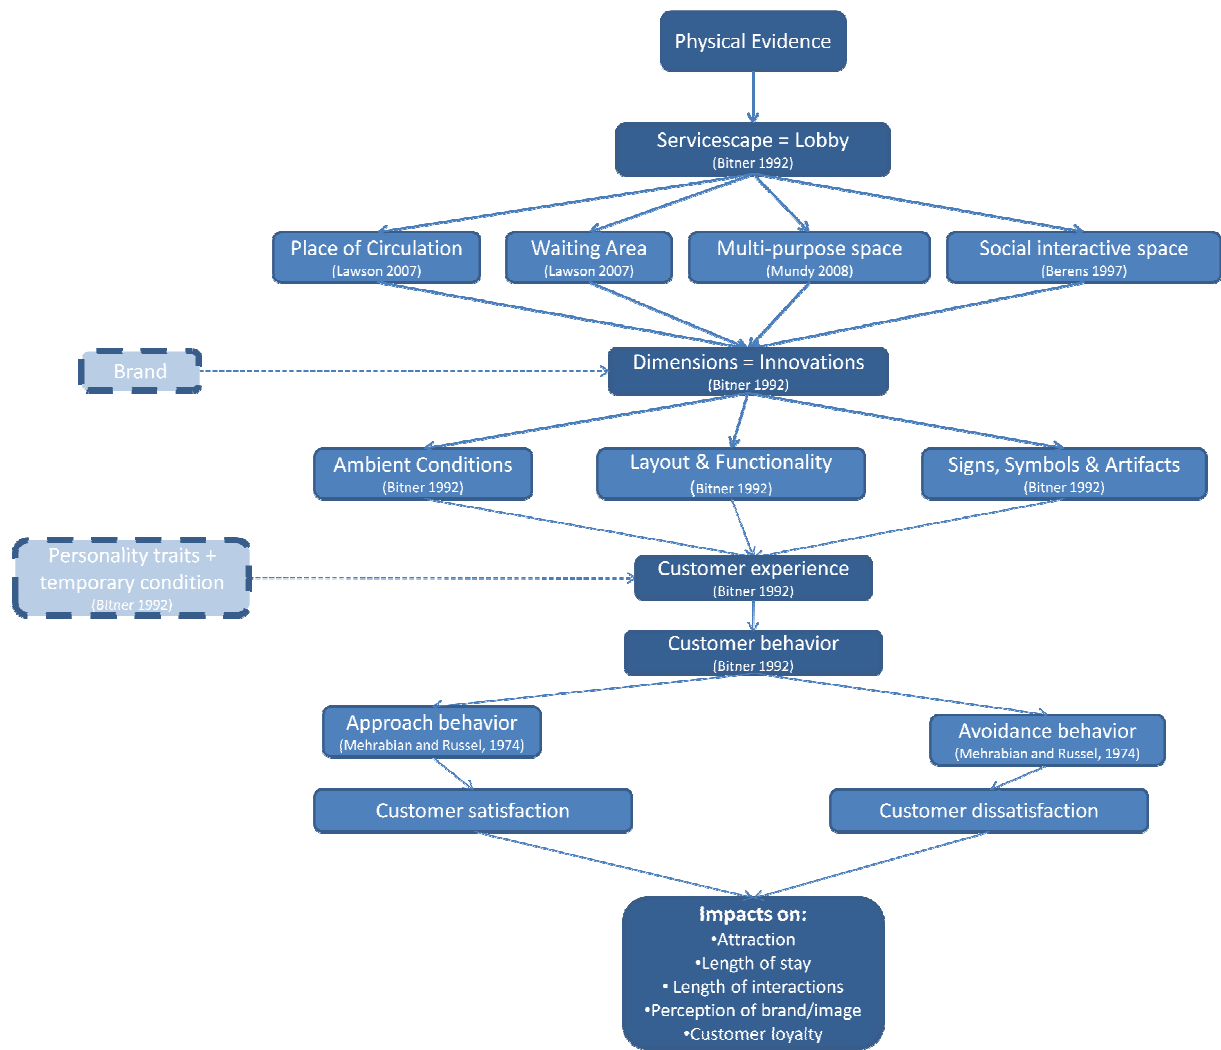 Physical Evidence
Servicescape = Lobby
(Bitner 1992)
Place of Circulation
(Lawson 2007)
Waiting Area
(Lawson 2007)
Multi-purpose space
(Mundy 2008)
Social interactive space
(Berens 1997)
Brand
Dimensions = Innovations
(Bitner 1992)
Ambient Conditions
(Bitner 1992)
Layout & Functionality
(Bitner 1992)
Signs, Symbols & Artifacts
(Bitner 1992)
Personality traits +
temporary condition
(Bitner 1992)
Customer experience
(Bitner 1992)
Customer behavior
(Bitner 1992)
Approach behavior
(Mehrabian and Russel, 1974)
Avoidance behavior
(Mehrabian and Russel, 1974)
Customer satisfaction
Customer dissatisfaction
Impacts on:
•Attraction
•Length of stay
• Length of interactions
•Perception of brand/image
•Customer loyalty